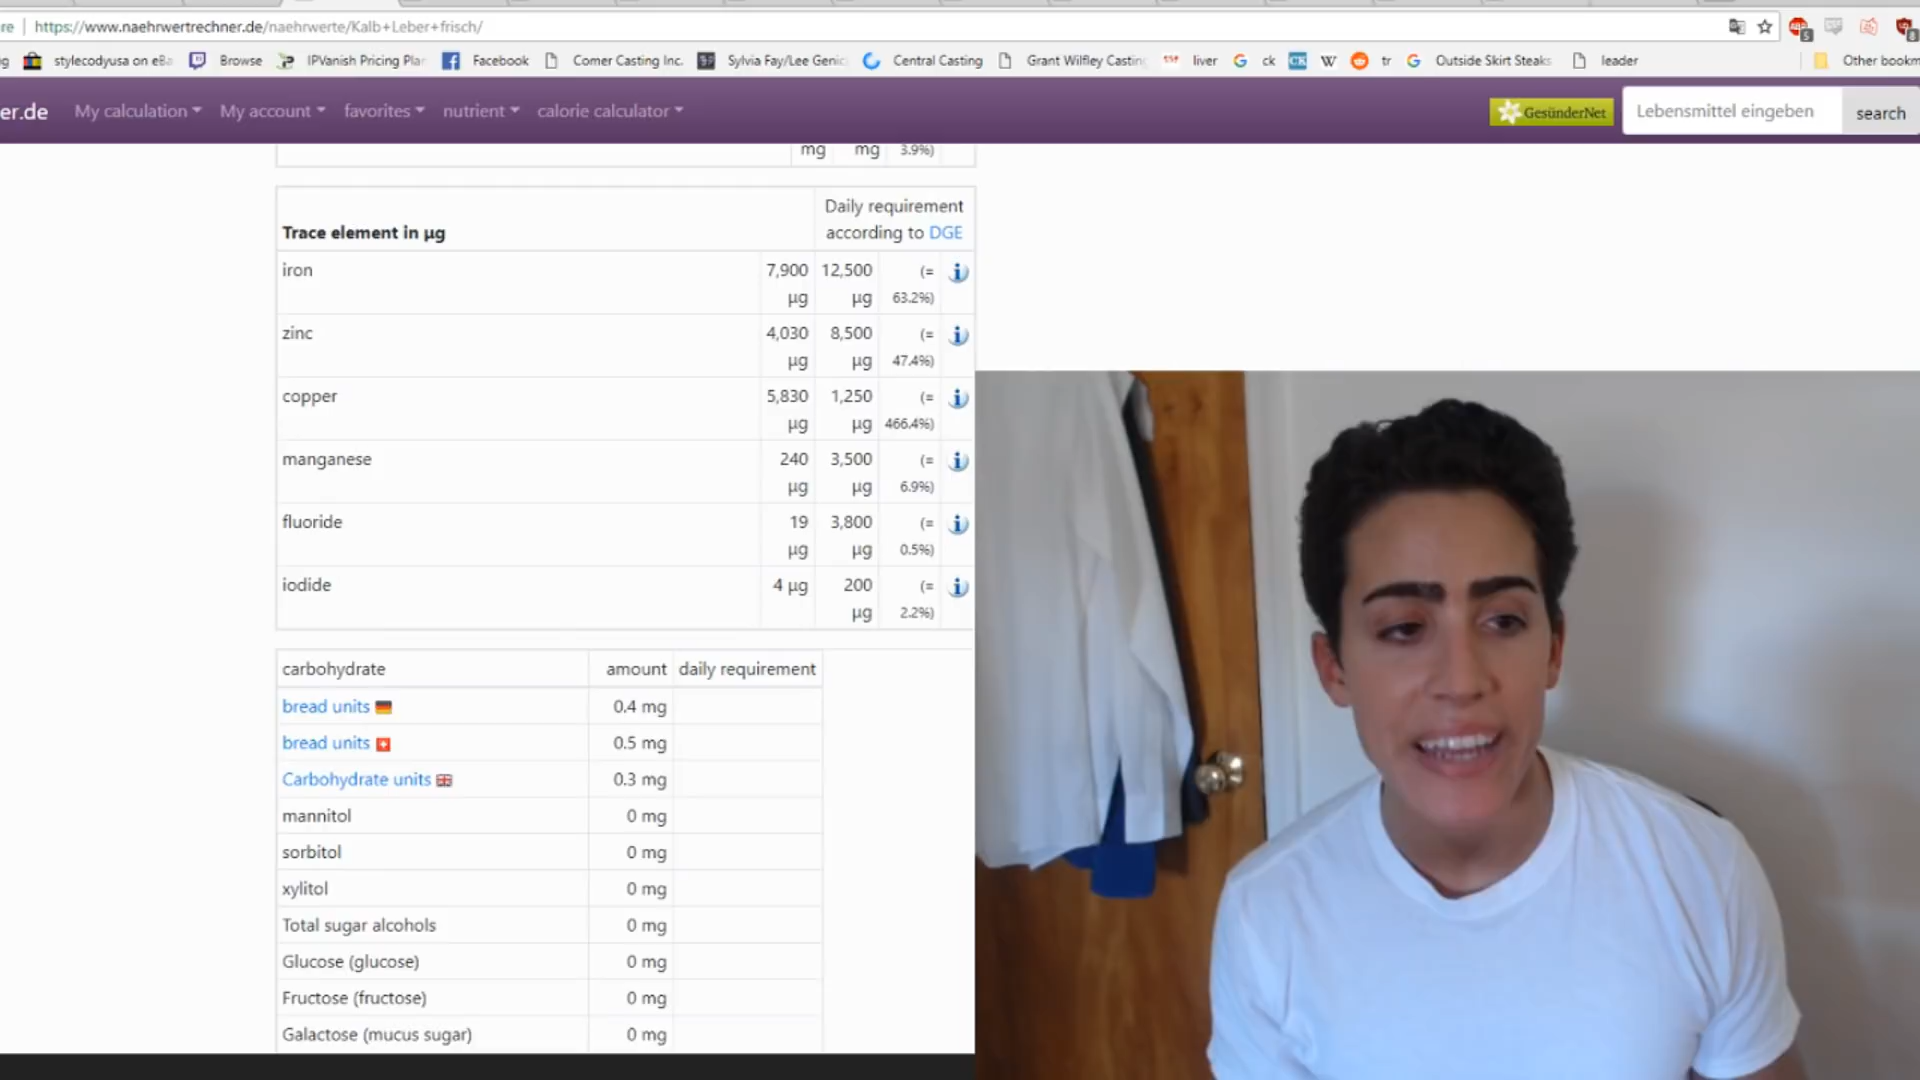 re https://www.naehrwertrechner.de/naehrwerte/Kalb+Leber+frisch/
stylecodyusa on eBa Browse IPVanish Pricing Plar Facebook Comer Casting Inc. Sylvia Fay/Lee Genic Central Casting Grant Wilfley Casting liver ck CK W tr Outside Skirt Steaks leader Other bookm
er.de My calculation My account favorites nutrient calorie calculator GesünderNet Lebensmittel eingeben search
mg mg 3.9%)
Daily requirement
Trace element in µg according to DGE
iron 7,900 12,500 (=
µg µg 63.2%)
zinc 4,030 8,500 (=
µg µg 47.4%)
copper 5,830 1,250 (=
µg µg 466.4%)
manganese 240 3,500 (=
µg µg 6.9%)
fluoride 19 3,800 (=
µg µg 0.5%)
iodide 4 µg 200 (=
µg 2.2%)
carbohydrate amount daily requirement
bread units 0.4 mg
bread units 0.5 mg
Carbohydrate units 0.3 mg
mannitol 0 mg
sorbitol 0 mg
xylitol 0 mg
Total sugar alcohols 0 mg
Glucose (glucose) 0 mg
Fructose (fructose) 0 mg
Galactose (mucus sugar) 0 mg